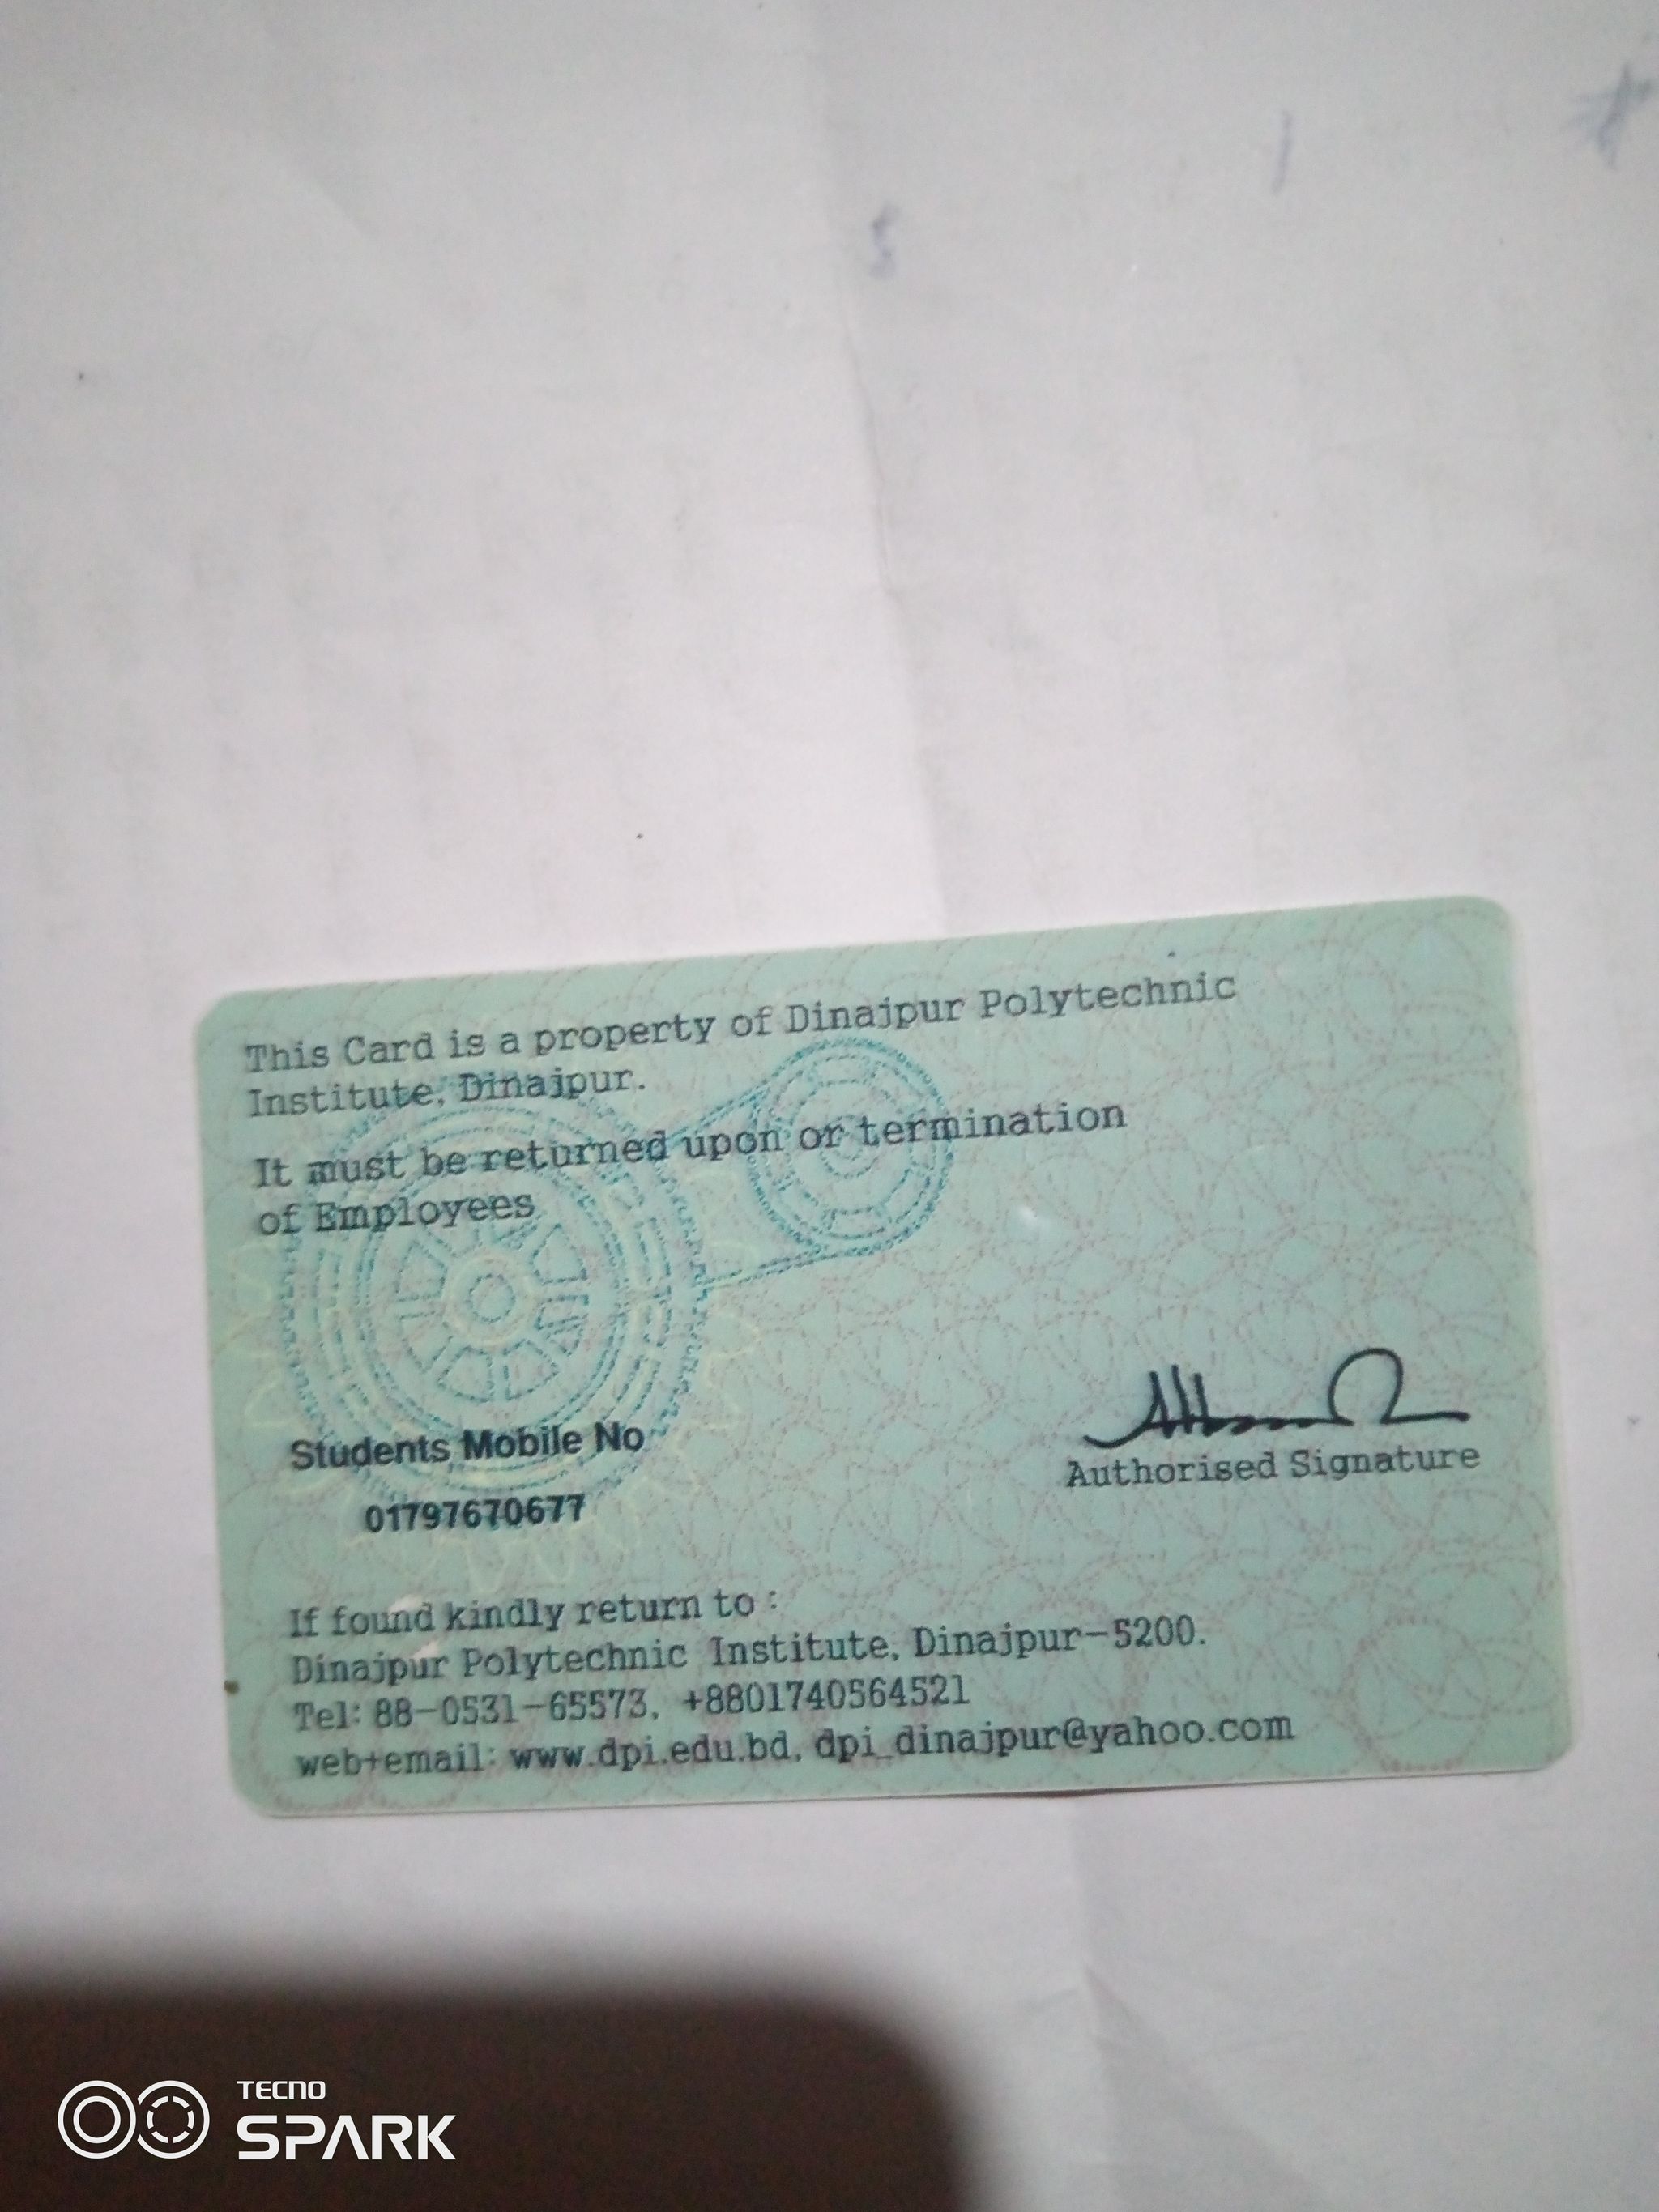 This Card is a property of Dinajpur Polytechnic
Institute, Dinajpur.
It must be returned upon or termination
of Employees
Students Mobile No
01797670677
Authorised Signature
If found kindly return to :
Dinajpur Polytechnic Institute, Dinajpur-5200.
Tel: 88-0531-65573, +8801740564521
web+email: www.dpi.edu.bd, dpi_dinajpur@yahoo.com
TECNO
SPARK